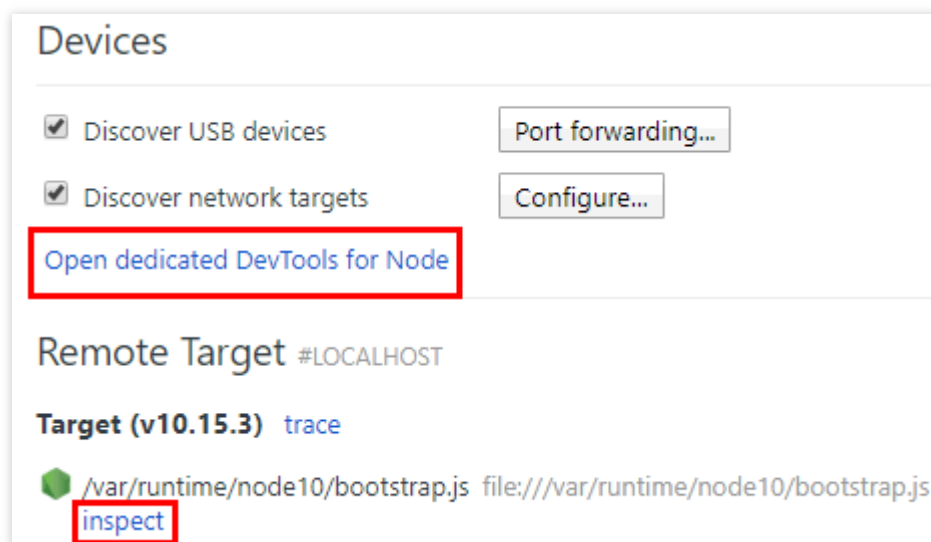 Devices
Discover USB devices Port forwarding...
Discover network targets Configure...
Open dedicated DevTools for Node
Remote Target #LOCALHOST
Target (v10.15.3) trace
/var/runtime/node10/bootstrap.js file:///var/runtime/node10/bootstrap.js
inspect